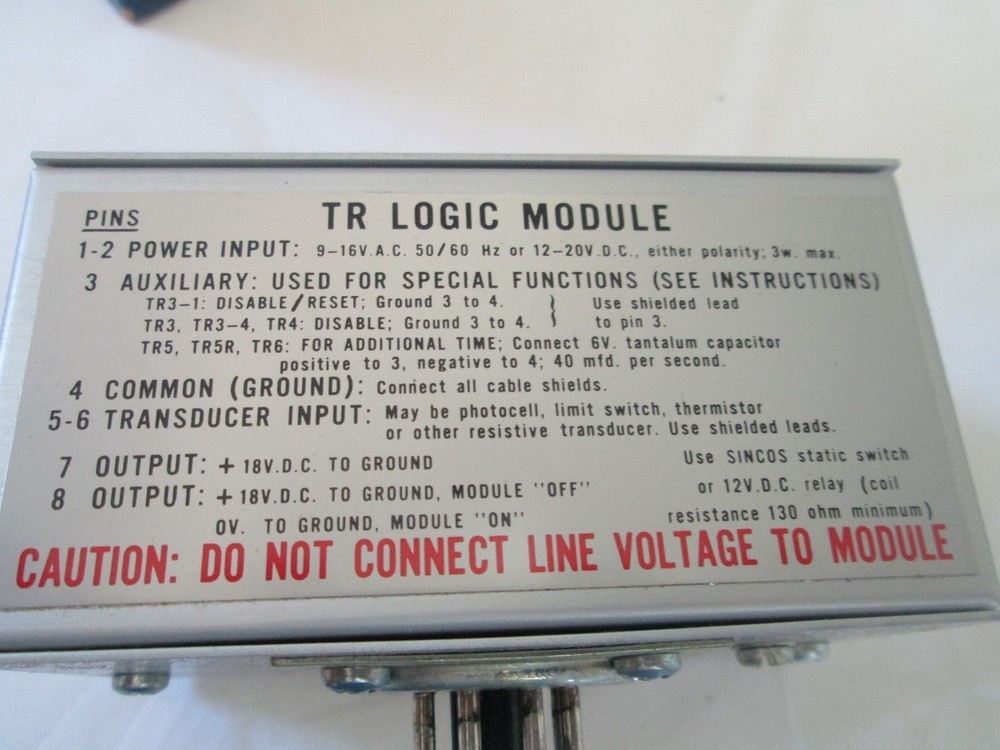 PINS TR LOGIC MODULE
1-2 POWER INPUT: 9-16V.A.C. 50/60 Hz or 12-20V.D.C., either polarity; 3w. max.
3 AUXILIARY: USED FOR SPECIAL FUNCTIONS (SEE INSTRUCTIONS)
TR3-1: DISABLE/RESET; Ground 3 to 4. Use shielded lead
TR3, TR3-4, TR4: DISABLE; Ground 3 to 4. to pin 3.
TR5, TR5R, TR6: FOR ADDITIONAL TIME; Connect 6V. tantalum capacitor
positive to 3, negative to 4; 40 mfd. per second.
4 COMMON (GROUND): Connect all cable shields.
5-6 TRANSDUCER INPUT: May be photocell, limit switch, thermistor
or other resistive transducer. Use shielded leads.
7 OUTPUT: +18V.D.C. TO GROUND Use SINCOS static switch
8 OUTPUT: +18V.D.C. TO GROUND, MODULE "OFF" or 12V.D.C. relay (coil
0V. TO GROUND, MODULE "ON" resistance 130 ohm minimum)
CAUTION: DO NOT CONNECT LINE VOLTAGE TO MODULE